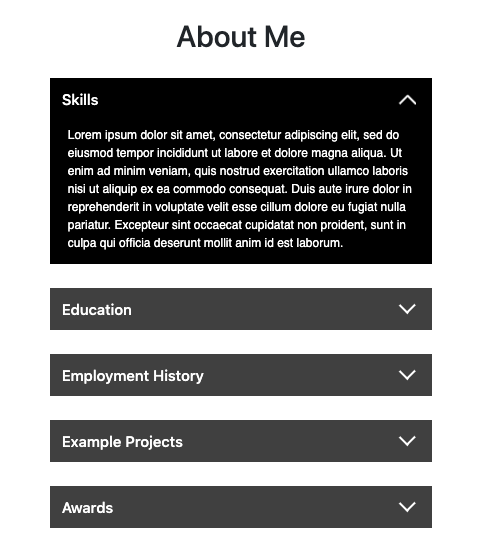 About Me
Skills
Lorem ipsum dolor sit amet, consectetur adipiscing elit, sed do
eiusmod tempor incididunt ut labore et dolore magna aliqua. Ut
enim ad minim veniam, quis nostrud exercitation ullamco laboris
nisi ut aliquip ex ea commodo consequat. Duis aute irure dolor in
reprehenderit in voluptate velit esse cillum dolore eu fugiat nulla
pariatur. Excepteur sint occaecat cupidatat non proident, sunt in
culpa qui officia deserunt mollit anim id est laborum.
Education
Employment History
Example Projects
Awards